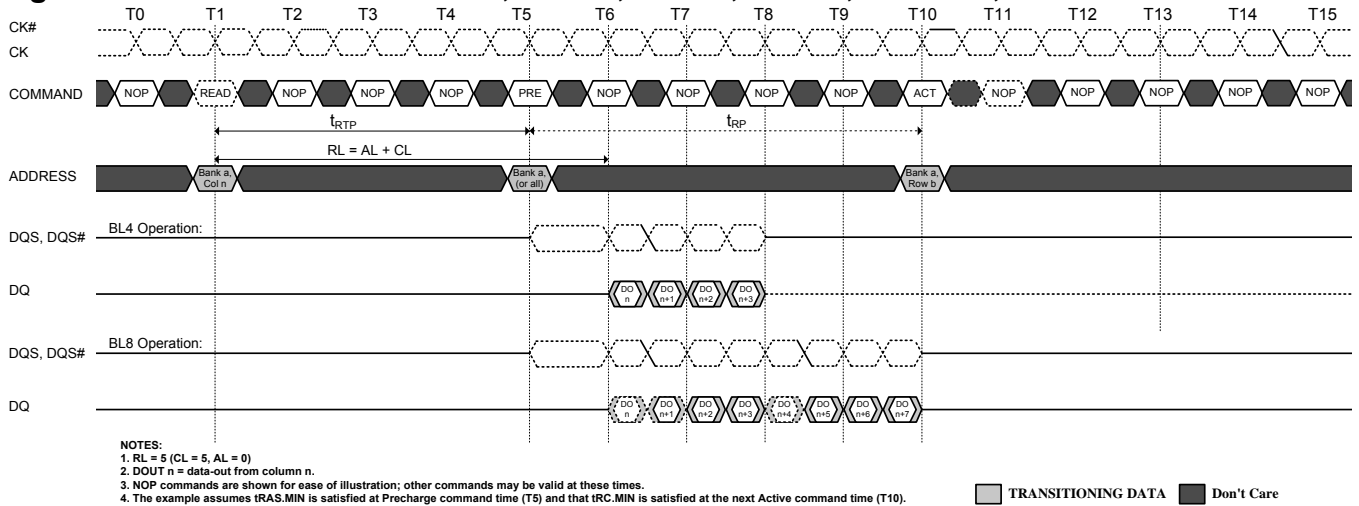 T0 T1 T2 T3 T4 T5 T6 T7 T8 T9 T10 T11 T12 T13 T14 T15
CK#
CK
COMMAND NOP READ NOP NOP NOP PRE NOP NOP NOP NOP ACT NOP NOP NOP NOP NOP
tRTP tRP
RL = AL + CL
ADDRESS Bank a, Col n Bank a, (or all) Bank a, Row b
BL4 Operation:
DQS, DQS#
DQ DO n DO n+1 DO n+2 DO n+3
BL8 Operation:
DQS, DQS#
DQ DO n DO n+1 DO n+2 DO n+3 DO n+4 DO n+5 DO n+6 DO n+7
NOTES:
1. RL = 5 (CL = 5, AL = 0)
2. DOUT n = data-out from column n.
3. NOP commands are shown for ease of illustration; other commands may be valid at these times.
4. The example assumes tRAS.MIN is satisfied at Precharge command time (T5) and that tRC.MIN is satisfied at the next Active command time (T10).
TRANSITIONING DATA Don't Care